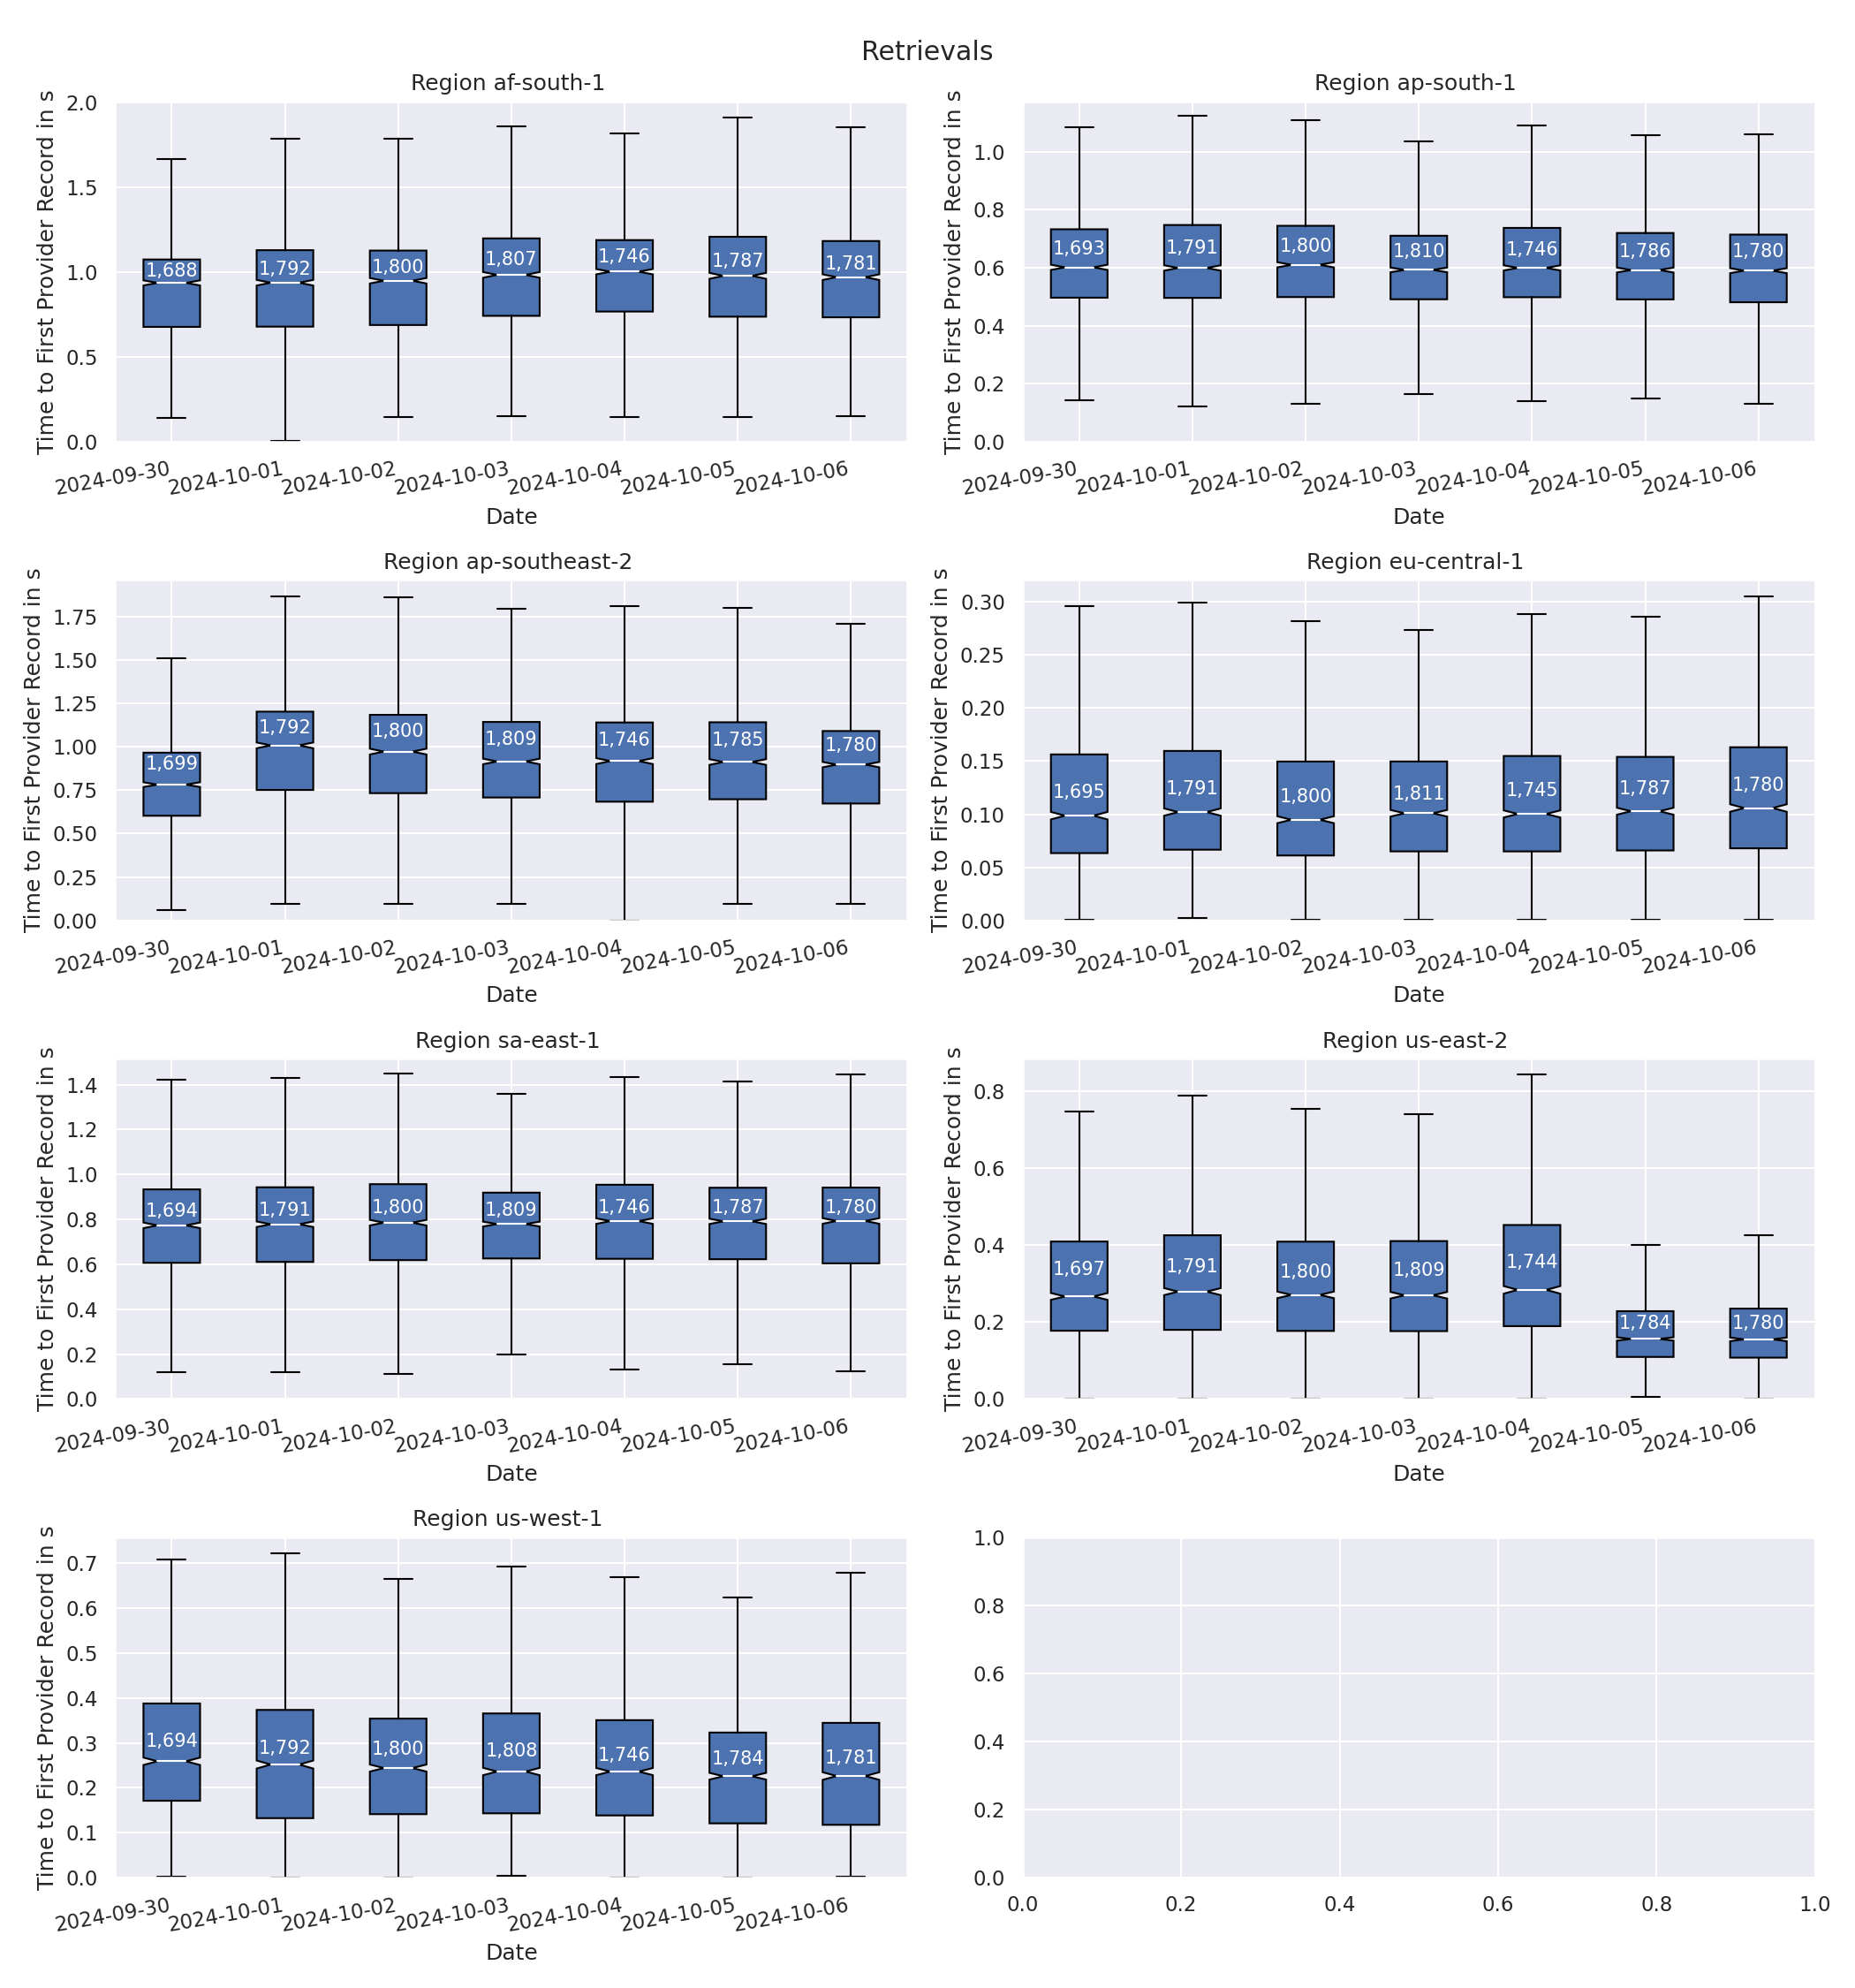 Retrievals
Region af-south-1
Time to First Provider Record in s
2.0
1.5
1.0
0.5
0.0
1,688 1,792 1,800 1,807 1,746 1,787 1,781
2024-09-30 2024-10-01 2024-10-02 2024-10-03 2024-10-04 2024-10-05 2024-10-06
Date
Region ap-south-1
Time to First Provider Record in s
1.0
0.8
0.6
0.4
0.2
0.0
1,693 1,791 1,800 1,810 1,746 1,786 1,780
2024-09-30 2024-10-01 2024-10-02 2024-10-03 2024-10-04 2024-10-05 2024-10-06
Date
Region ap-southeast-2
Time to First Provider Record in s
1.75
1.50
1.25
1.00
0.75
0.50
0.25
0.00
1,699 1,792 1,800 1,809 1,746 1,785 1,780
2024-09-30 2024-10-01 2024-10-02 2024-10-03 2024-10-04 2024-10-05 2024-10-06
Date
Region eu-central-1
Time to First Provider Record in s
0.30
0.25
0.20
0.15
0.10
0.05
0.00
1,695 1,791 1,800 1,811 1,745 1,787 1,780
2024-09-30 2024-10-01 2024-10-02 2024-10-03 2024-10-04 2024-10-05 2024-10-06
Date
Region sa-east-1
Time to First Provider Record in s
1.4
1.2
1.0
0.8
0.6
0.4
0.2
0.0
1,694 1,791 1,800 1,809 1,746 1,787 1,780
2024-09-30 2024-10-01 2024-10-02 2024-10-03 2024-10-04 2024-10-05 2024-10-06
Date
Region us-east-2
Time to First Provider Record in s
0.8
0.6
0.4
0.2
0.0
1,697 1,791 1,800 1,809 1,744 1,784 1,780
2024-09-30 2024-10-01 2024-10-02 2024-10-03 2024-10-04 2024-10-05 2024-10-06
Date
Region us-west-1
Time to First Provider Record in s
0.7
0.6
0.5
0.4
0.3
0.2
0.1
0.0
1,694 1,792 1,800 1,808 1,746 1,784 1,781
2024-09-30 2024-10-01 2024-10-02 2024-10-03 2024-10-04 2024-10-05 2024-10-06
Date
1.0
0.8
0.6
0.4
0.2
0.0
0.0 0.2 0.4 0.6 0.8 1.0